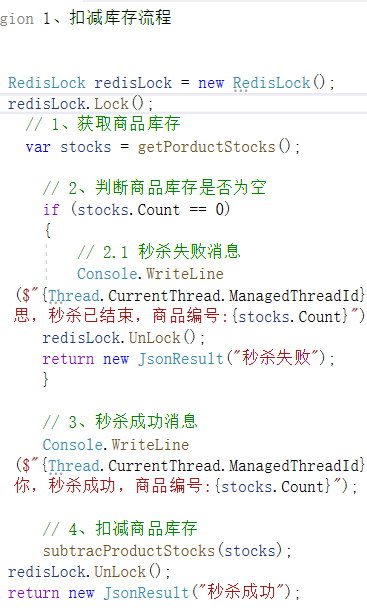 gion 1、扣减库存流程
RedisLock redisLock = new RedisLock();
redisLock.Lock();
// 1、获取商品库存
var stocks = getPorductStocks();
// 2、判断商品库存是否为空
if (stocks.Count == 0)
{
// 2.1 秒杀失败消息
Console.WriteLine
($"{Thread.CurrentThread.ManagedThreadId}
思，秒杀已结束，商品编号:{stocks.Count}")
redisLock.UnLock();
return new JsonResult("秒杀失败");
}
// 3、秒杀成功消息
Console.WriteLine
($"{Thread.CurrentThread.ManagedThreadId}
你，秒杀成功，商品编号:{stocks.Count}");
// 4、扣减商品库存
subtracProductStocks(stocks);
redisLock.UnLock();
return new JsonResult("秒杀成功");